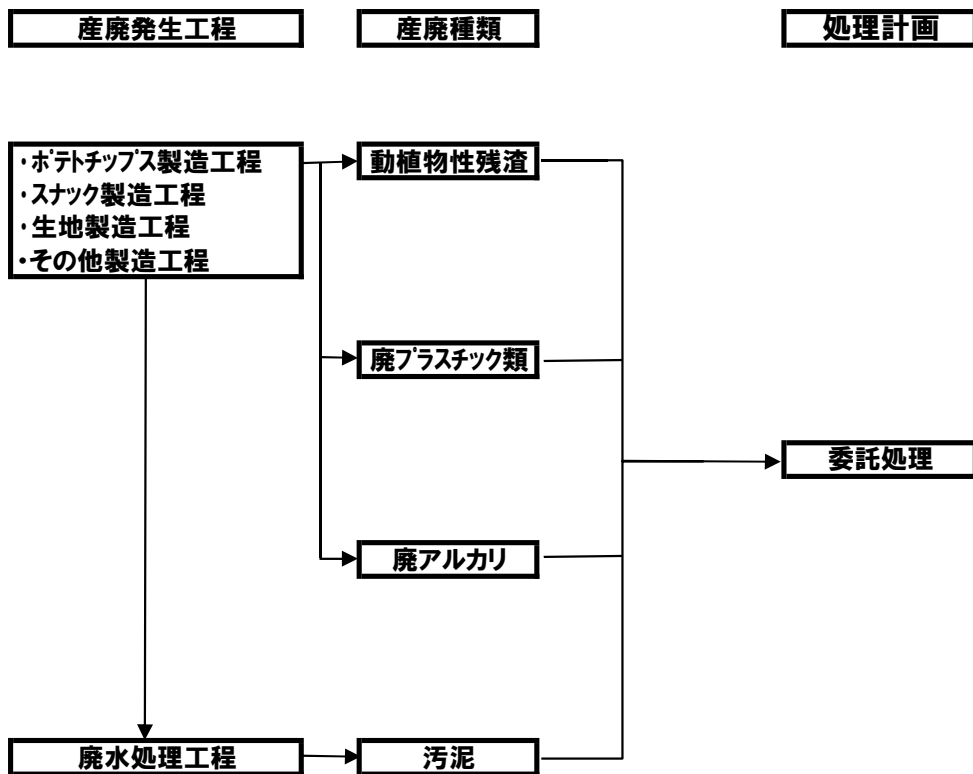 産廃発生工程
産廃種類
処理計画
・ポテトチップス製造工程
・スナック製造工程
・生地製造工程
・その他製造工程
動植物性残渣
廃プラスチック類
委託処理
廃アルカリ
廃水処理工程
汚泥